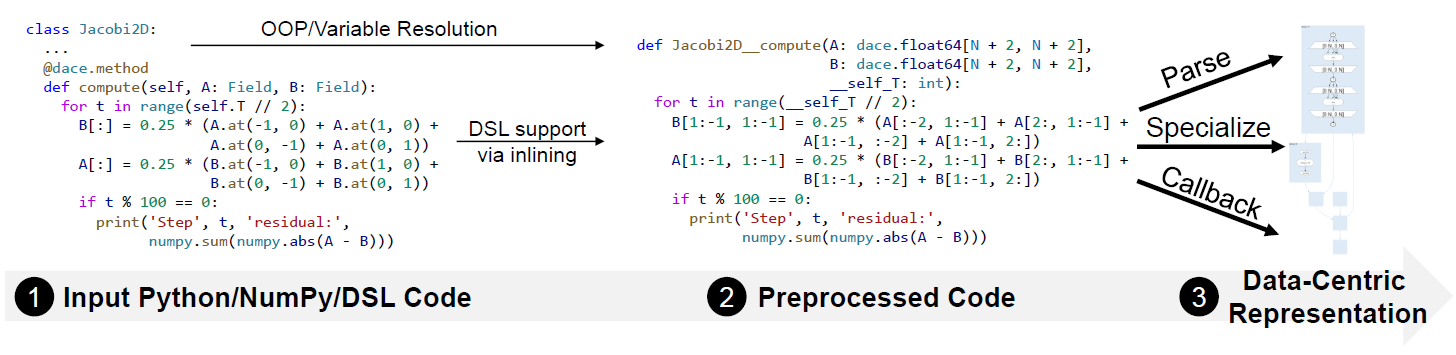 class Jacobi2D:
  ...
  @dace.method
  def compute(self, A: Field, B: Field):
    for t in range(self.T // 2):
      B[:] = 0.25 * (A.at(-1, 0) + A.at(1, 0) +
                     A.at(0, -1) + A.at(0, 1))
      A[:] = 0.25 * (B.at(-1, 0) + B.at(1, 0) +
                     B.at(0, -1) + B.at(0, 1))
      if t % 100 == 0:
        print('Step', t, 'residual:',
              numpy.sum(numpy.abs(A - B)))
OOP/Variable Resolution
DSL support
via inlining
def Jacobi2D__compute(A: dace.float64[N + 2, N + 2],
                      B: dace.float64[N + 2, N + 2],
                      __self_T: int):
  for t in range(__self_T // 2):
    B[1:-1, 1:-1] = 0.25 * (A[:-2, 1:-1] + A[2:, 1:-1] +
                            A[1:-1, :-2] + A[1:-1, 2:])
    A[1:-1, 1:-1] = 0.25 * (B[:-2, 1:-1] + B[2:, 1:-1] +
                            B[1:-1, :-2] + B[1:-1, 2:])
    if t % 100 == 0:
      print('Step', t, 'residual:',
            numpy.sum(numpy.abs(A - B)))
Parse
Specialize
Callback
1 Input Python/NumPy/DSL Code
2 Preprocessed Code
3 Data-Centric
Representation